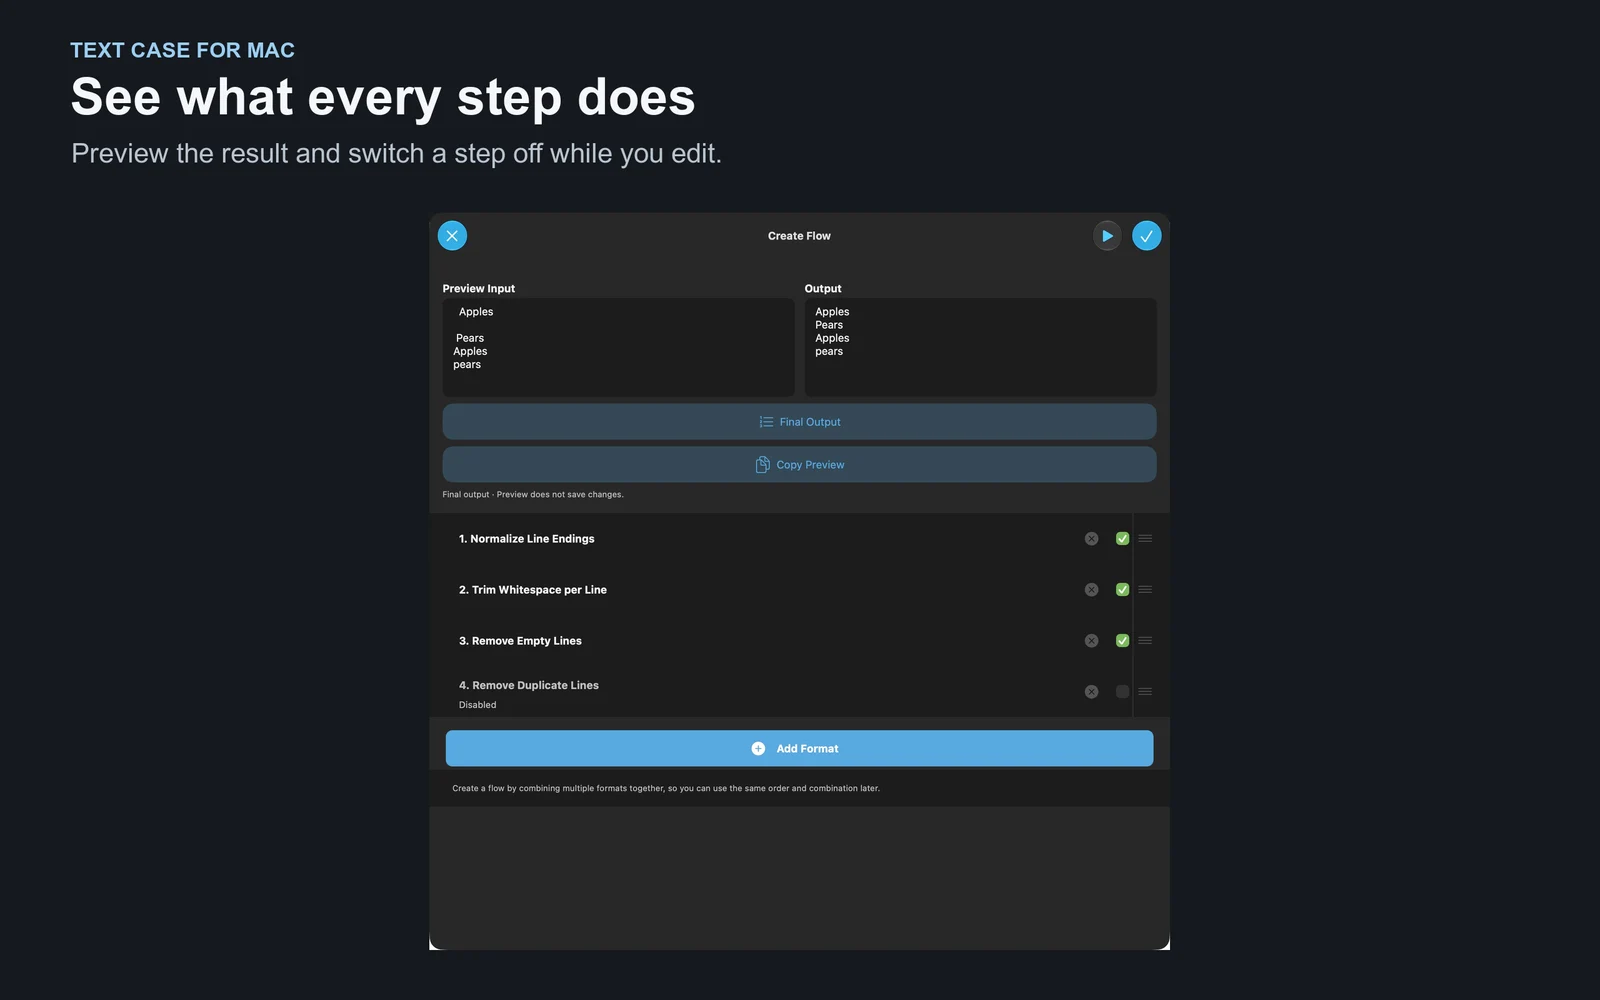 TEXT CASE FOR MAC
See what every step does
Preview the result and switch a step off while you edit.
Create Flow
Preview Input
Apples
Pears
Apples
pears
Output
Apples
Pears
Apples
pears
Final Output
Copy Preview
Final output · Preview does not save changes.
1. Normalize Line Endings
2. Trim Whitespace per Line
3. Remove Empty Lines
4. Remove Duplicate Lines
Disabled
Add Format
Create a flow by combining multiple formats together, so you can use the same order and combination later.